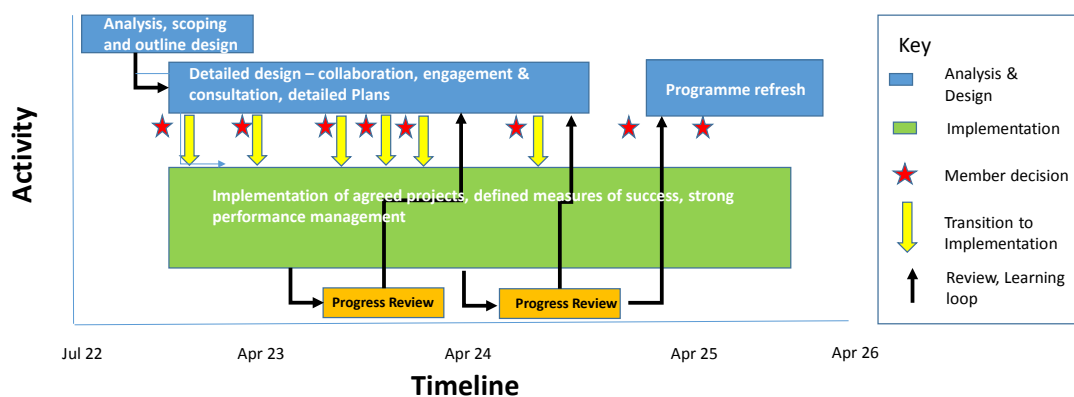 Analysis, scoping
and outline design
Detailed design – collaboration, engagement &
consultation, detailed Plans
Programme refresh
Implementation of agreed projects, defined measures of success, strong
performance management
Progress Review
Progress Review
Activity
Jul 22
Apr 23
Apr 24
Apr 25
Apr 26
Timeline
Key
Analysis &
Design
Implementation
Member decision
Transition to
Implementation
Review, Learning
loop